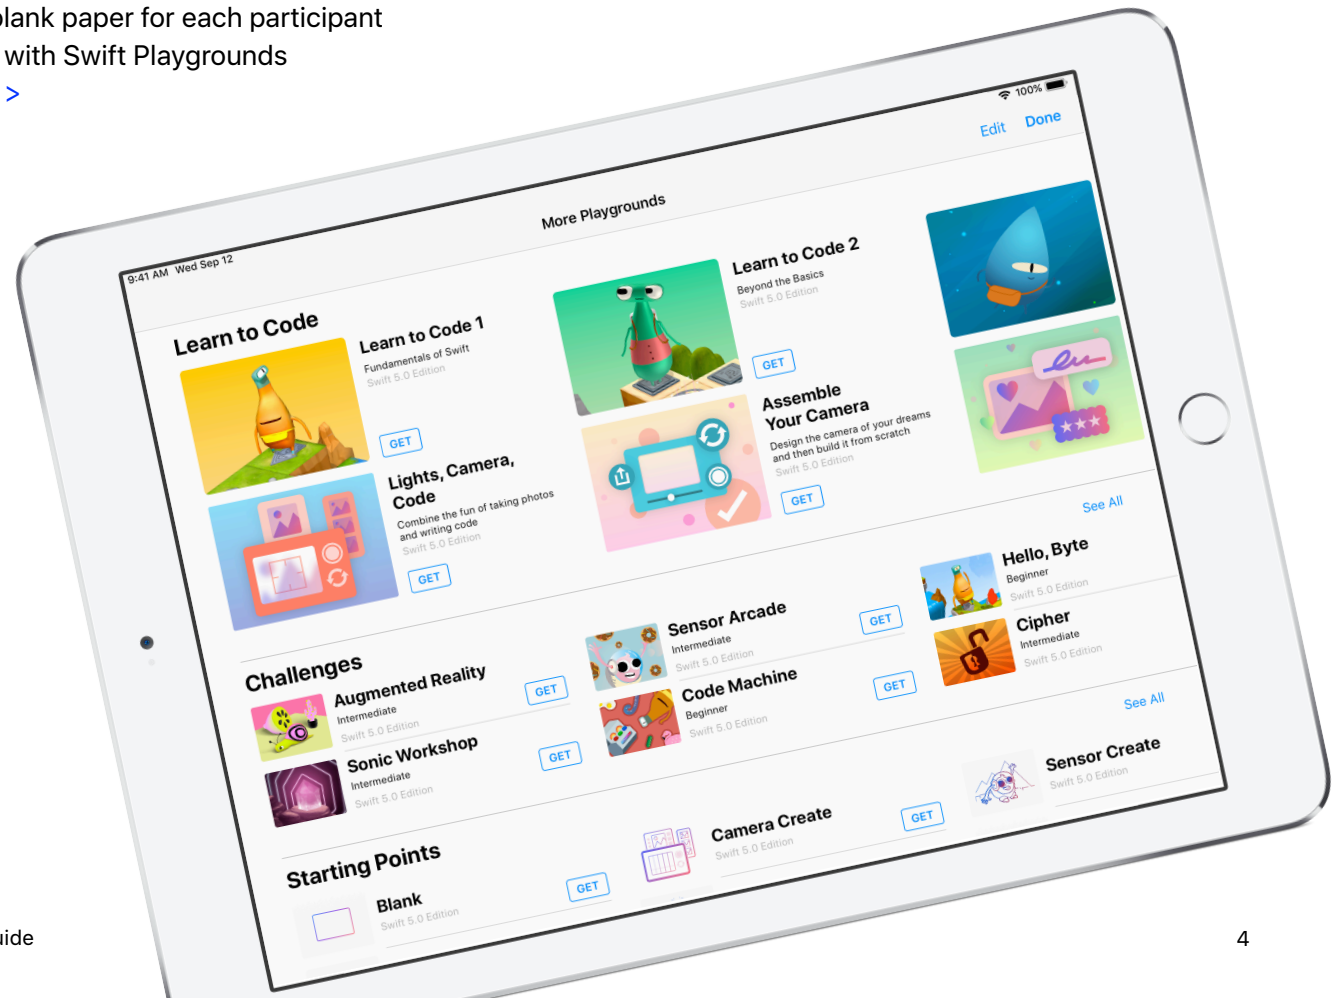 blank paper for each participant
with Swift Playgrounds
>
9:41 AM Wed Sep 12
100%
More Playgrounds
Edit Done
Learn to Code
Learn to Code 1
Fundamentals of Swift
Swift 5.0 Edition
GET
Learn to Code 2
Beyond the Basics
Swift 5.0 Edition
GET
Lights, Camera,
Code
Combine the fun of taking photos
and writing code
Swift 5.0 Edition
GET
Assemble
Your Camera
Design the camera of your dreams
and then build it from scratch
Swift 5.0 Edition
GET
Challenges
See All
Augmented Reality
Intermediate
Swift 5.0 Edition
GET
Sonic Workshop
Intermediate
Swift 5.0 Edition
GET
Sensor Arcade
Intermediate
Swift 5.0 Edition
GET
Code Machine
Beginner
Swift 5.0 Edition
GET
Hello, Byte
Beginner
Swift 5.0 Edition
Cipher
Intermediate
Swift 5.0 Edition
Starting Points
See All
Blank
Swift 5.0 Edition
GET
Camera Create
Swift 5.0 Edition
GET
Sensor Create
Swift 5.0 Edition
4